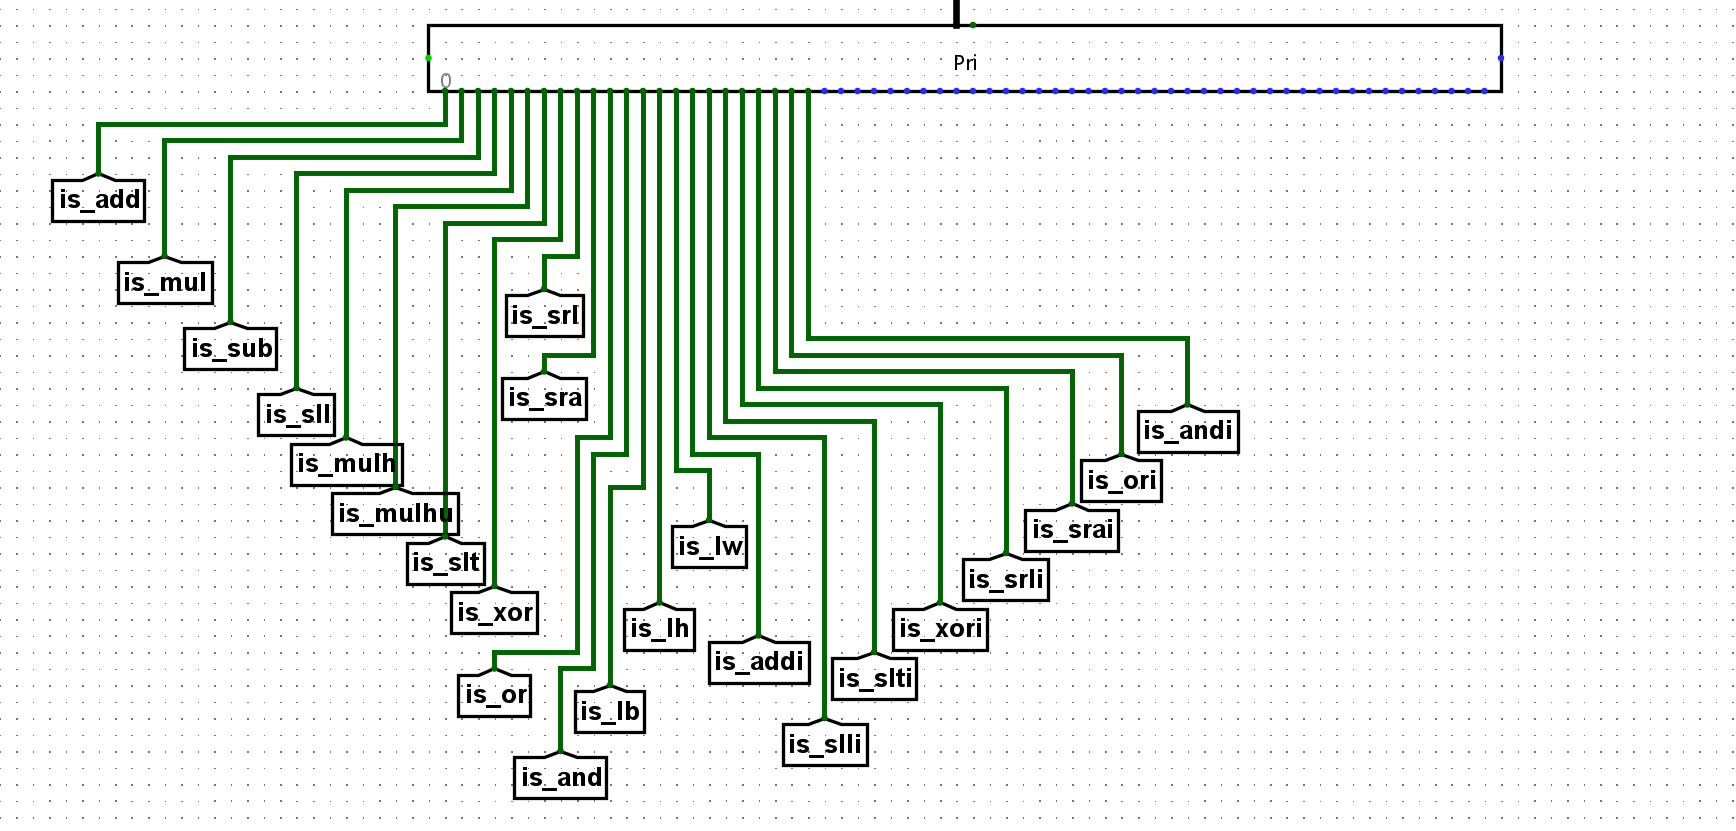 Pri
0
is_add
is_mul
is_srl
is_sub
is_sra
is_sll
is_andi
is_mulh
is_ori
is_mulhu
is_srai
is_lw
is_slt
is_srli
is_xor
is_lh
is_xori
is_addi
is_slti
is_or
is_lb
is_slli
is_and